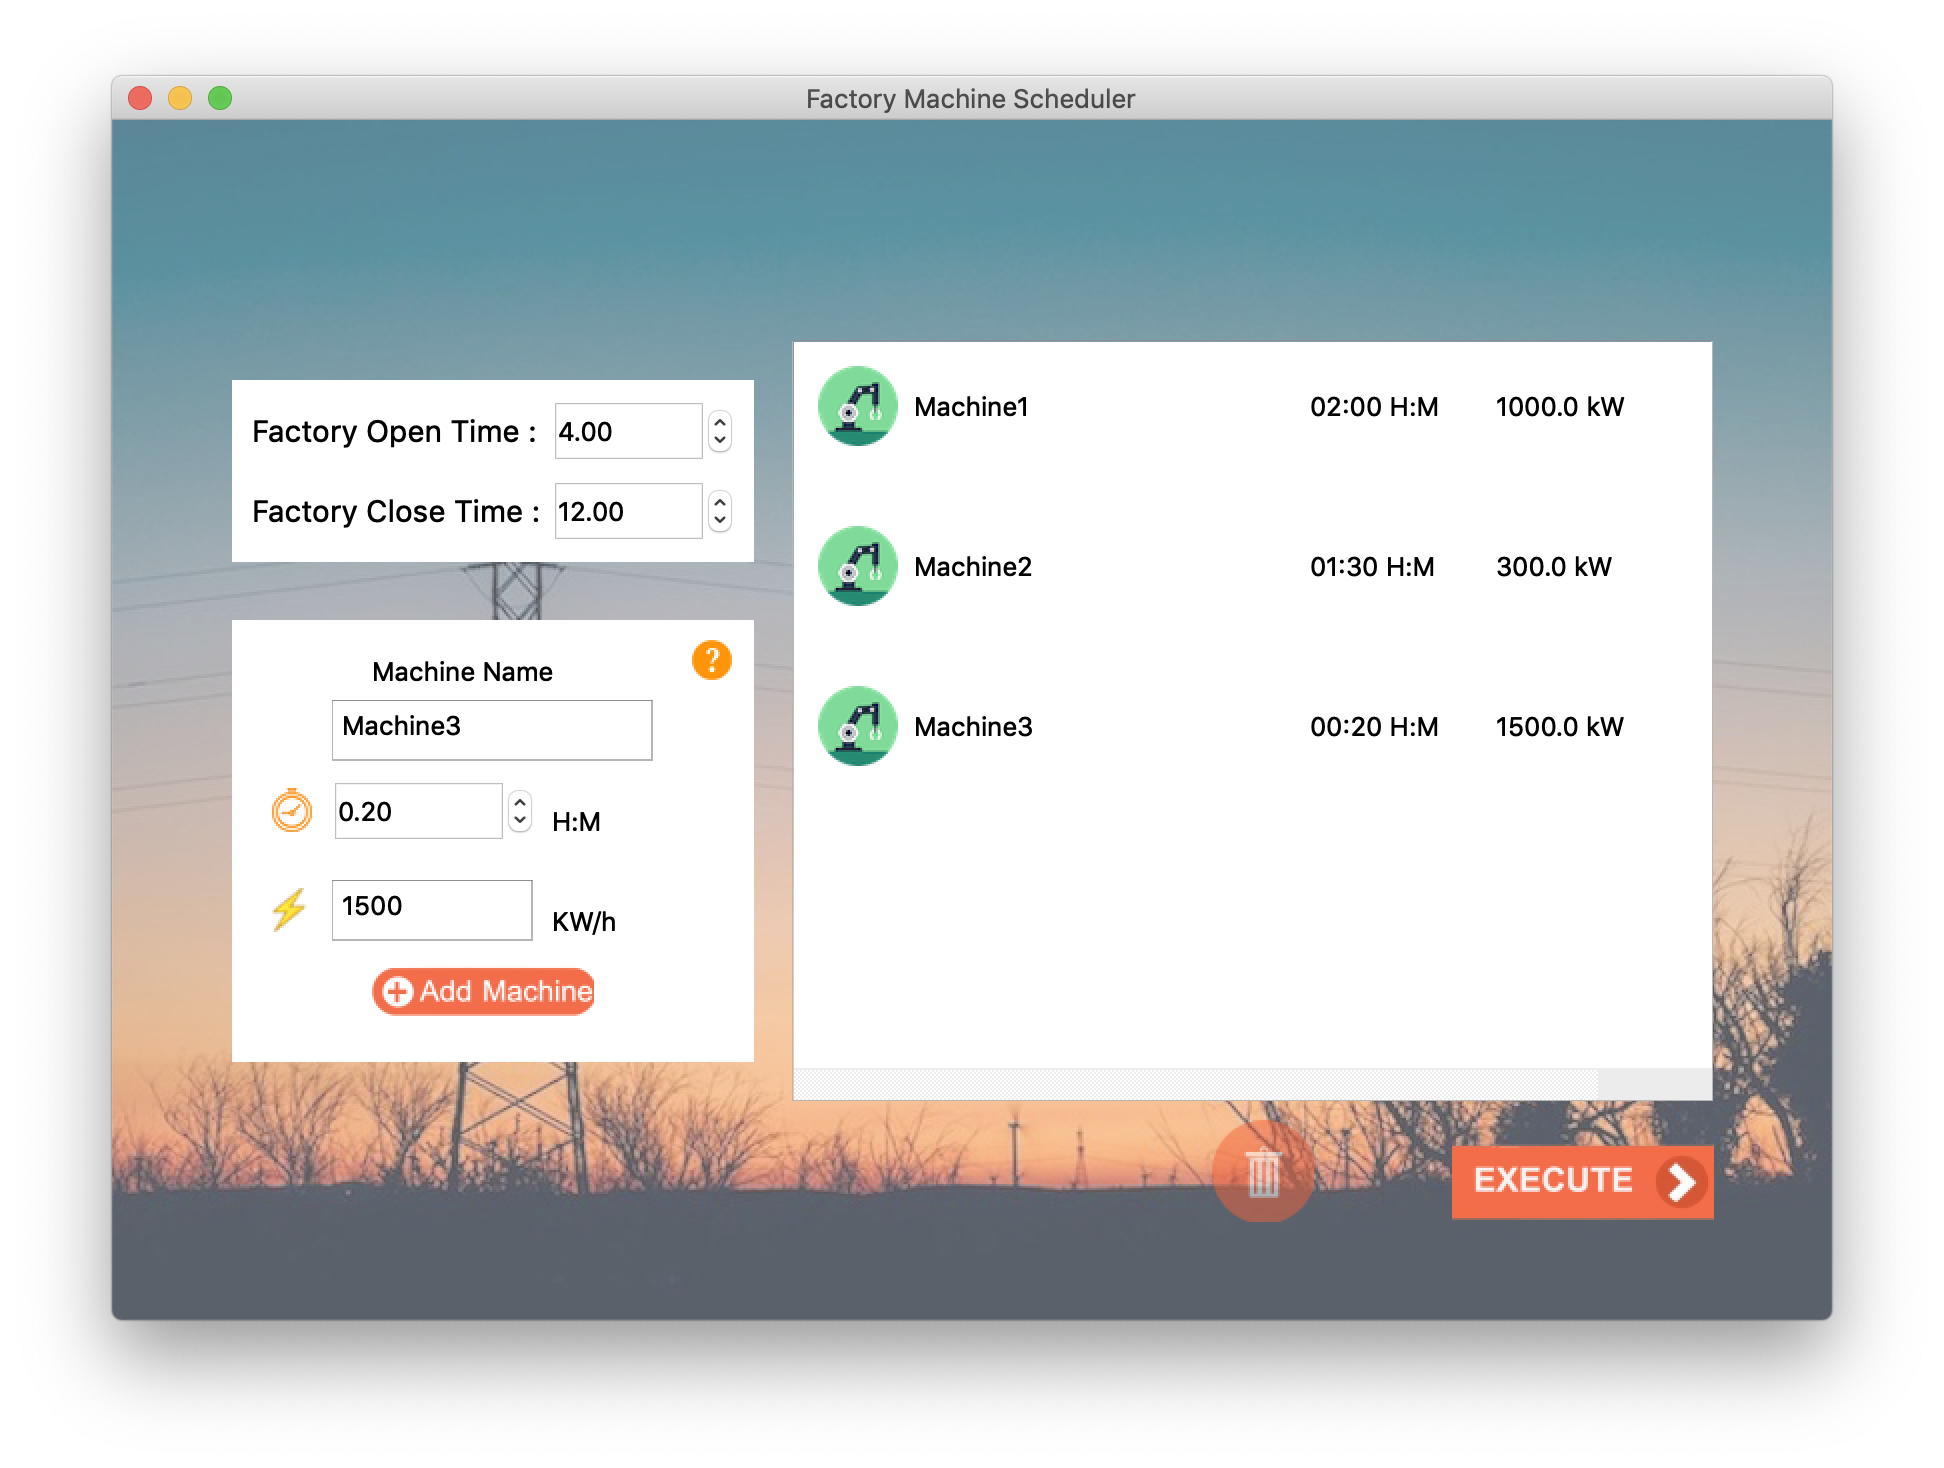 Factory Machine Scheduler
Factory Open Time : 4.00
Factory Close Time : 12.00
?
Machine Name
Machine3
0.20 H:M
1500 KW/h
Add Machine
Machine1 02:00 H:M 1000.0 kW
Machine2 01:30 H:M 300.0 kW
Machine3 00:20 H:M 1500.0 kW
EXECUTE